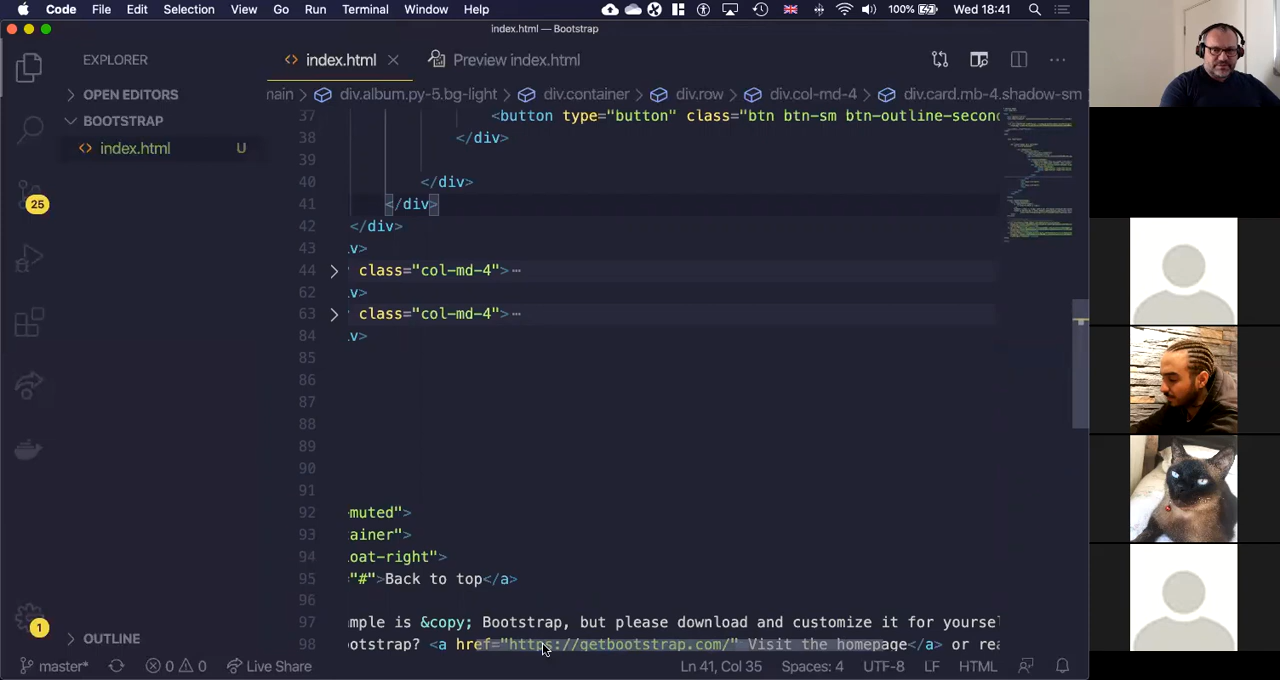 Code File Edit Selection View Go Run Terminal Window Help 100% Wed 18:41
index.html — Bootstrap
EXPLORER
index.html
Preview index.html
OPEN EDITORS
main div.album.py-5.bg-light div.container div.row div.col-md-4 div.card.mb-4.shadow-sm
BOOTSTRAP
index.html U
25
37 <button type="button" class="btn btn-sm btn-outline-second
38 </div>
39
40 </div>
41 </div>
42 </div>
43 v>
44 class="col-md-4">
62 v>
63 class="col-md-4">
84 v>
85
86
87
88
89
90
91
92 -muted">
93 ainer">
94 oat-right">
95 ="#">Back to top</a>
96
97 mple is &copy; Bootstrap, but please download and customize it for yoursel
98 ootstrap? <a href="https://getbootstrap.com/" Visit the homepage</a> or rea
1
OUTLINE
master* 0 0 Live Share Ln 41, Col 35 Spaces: 4 UTF-8 LF HTML